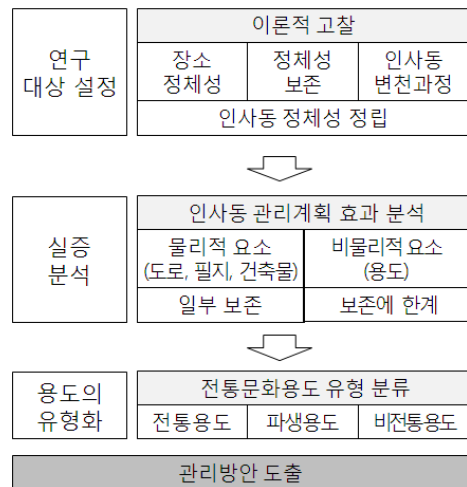 연구
대상 설정
이론적 고찰
장소
정체성
정체성
보존
인사동
변천과정
인사동 정체성 정립
실증
분석
인사동 관리계획 효과 분석
물리적 요소
(도로, 필지, 건축물)
비물리적 요소
(용도)
일부 보존
보존에 한계
용도의
유형화
전통문화용도 유형 분류
전통용도
파생용도
비전통용도
관리방안 도출